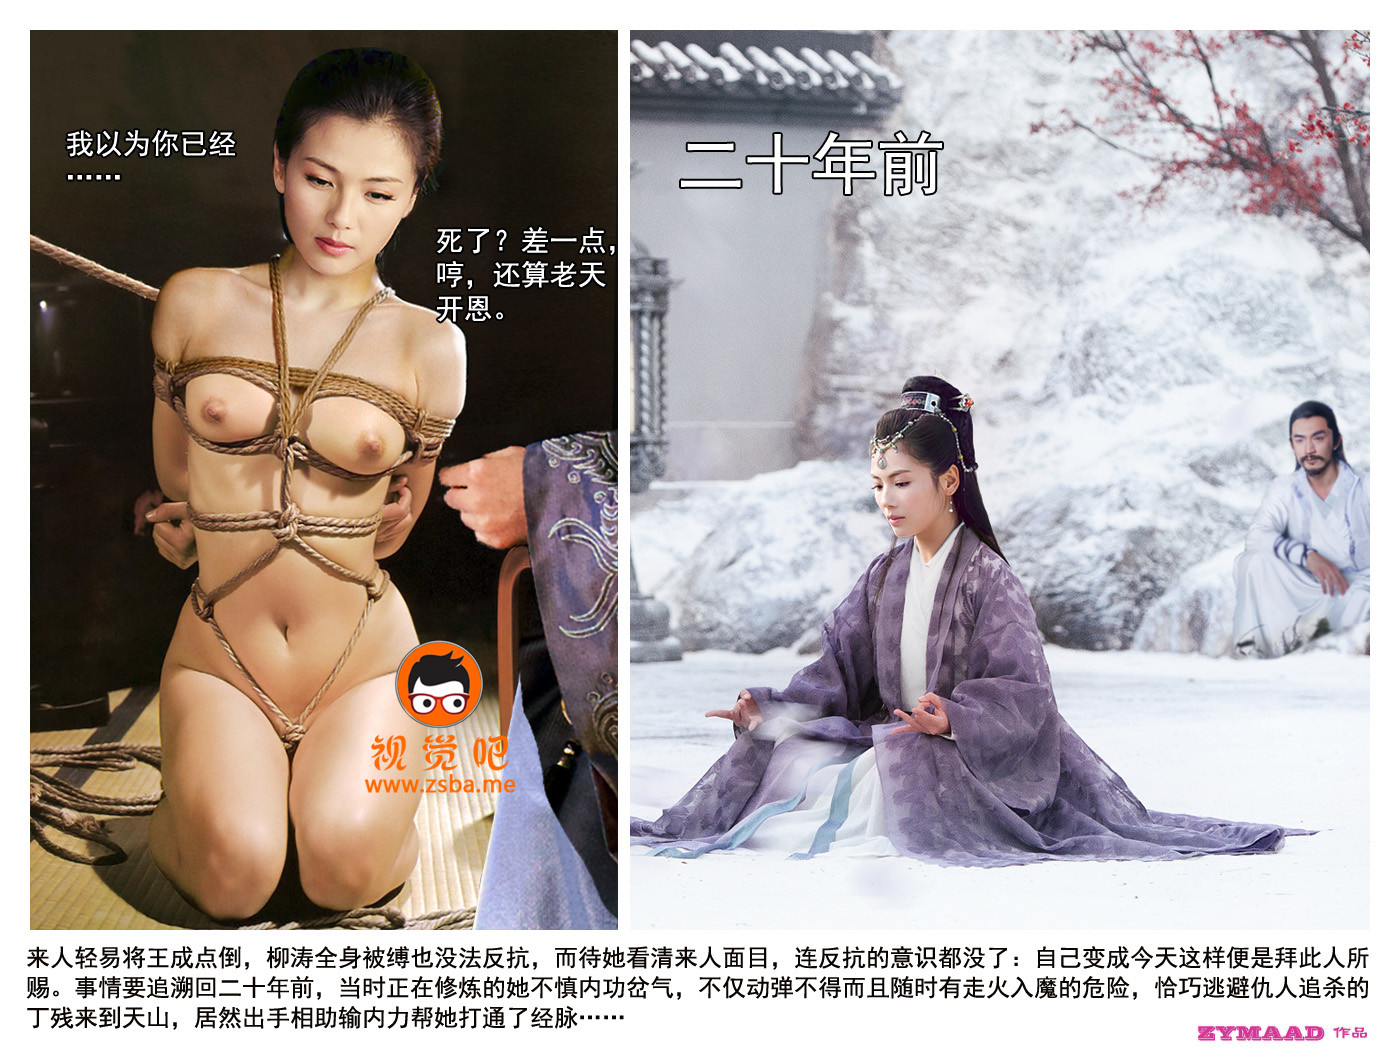 我以为你已经
……
死了？差一点，
哼，还算老天
开恩。
视觉吧
www.zsba.me
二十年前
来人轻易将王成点倒，柳涛全身被缚也没法反抗，而待她看清来人面目，连反抗的意识都没了：自己变成今天这样便是拜此人所
赐。事情要追溯回二十年前，当时正在修炼的她不慎内功岔气，不仅动弹不得而且随时有走火入魔的危险，恰巧逃避仇人追杀的
丁残来到天山，居然出手相助输内力帮她打通了经脉……
ZYMAAD 作品